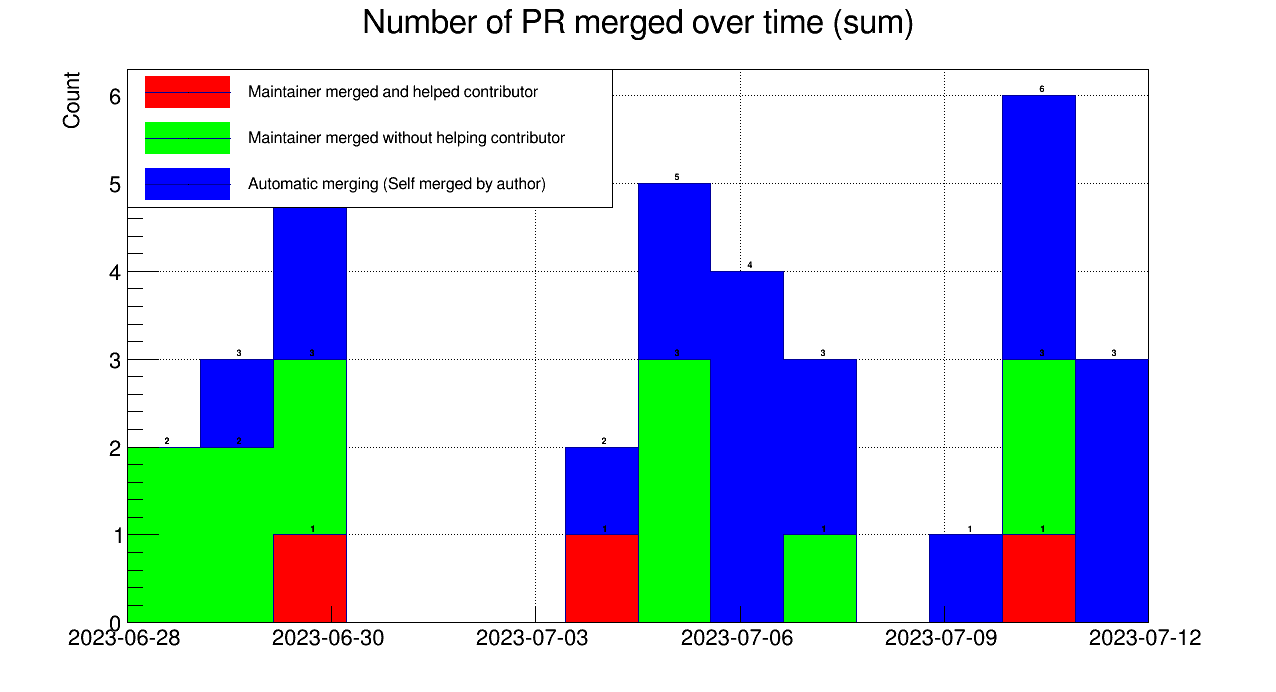 Number of PR merged over time (sum)
Count
Maintainer merged and helped contributor
Maintainer merged without helping contributor
Automatic merging (Self merged by author)
6
5
4
3
2
1
0
2 3 2 3 1 2 1 5 3 4 3 1 1 6 3 1 3
2023-06-28 2023-06-30 2023-07-03 2023-07-06 2023-07-09 2023-07-12